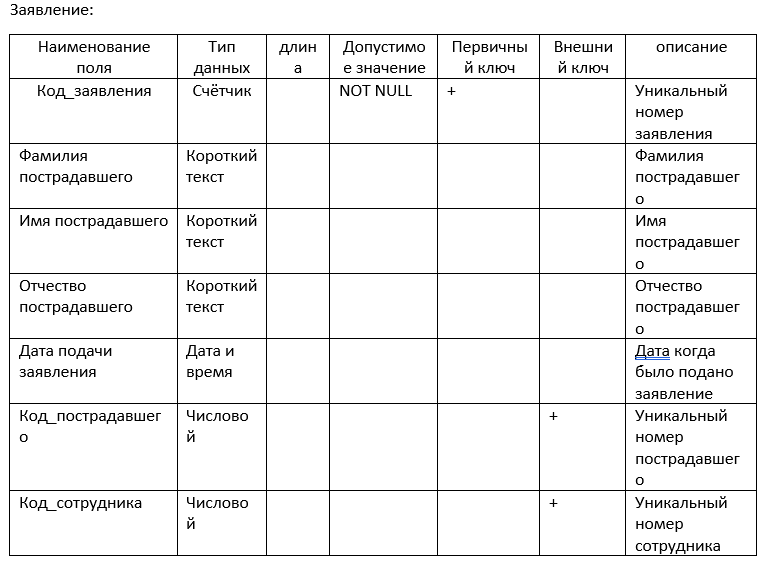 Заявление:
Наименование поля Тип данных длина Допустимое значение Первичный ключ Внешний ключ описание
Код_заявления Счётчик NOT NULL + Уникальный номер заявления
Фамилия пострадавшего Короткий текст Фамилия пострадавшего
Имя пострадавшего Короткий текст Имя пострадавшего
Отчество пострадавшего Короткий текст Отчество пострадавшего
Дата подачи заявления Дата и время Дата когда было подано заявление
Код_пострадавшего Числовой + Уникальный номер пострадавшего
Код_сотрудника Числовой + Уникальный номер сотрудника